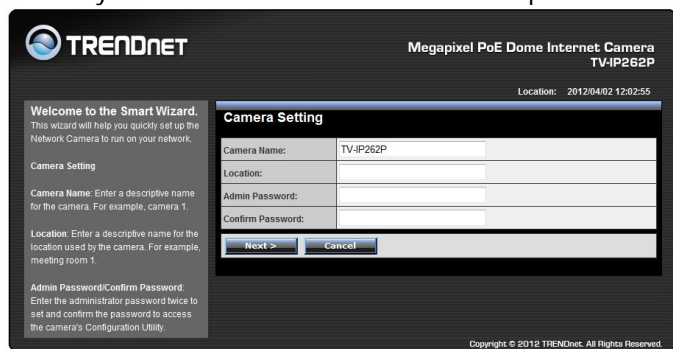 TRENDnet
Megapixel PoE Dome Internet Camera
TV-IP262P
Location: 2012/04/02 12:02:55
Welcome to the Smart Wizard.
This wizard will help you quickly set up the
Network Camera to run on your network.
Camera Setting
Camera Name: Enter a descriptive name
for the camera. For example, camera 1.
Location: Enter a descriptive name for the
location used by the camera. For example,
meeting room 1.
Admin Password/Confirm Password:
Enter the administrator password twice to
set and confirm the password to access
the camera's Configuration Utility.
Camera Setting
Camera Name: TV-IP262P
Location:
Admin Password:
Confirm Password:
Next > Cancel
Copyright © 2012 TRENDnet. All Rights Reserved.